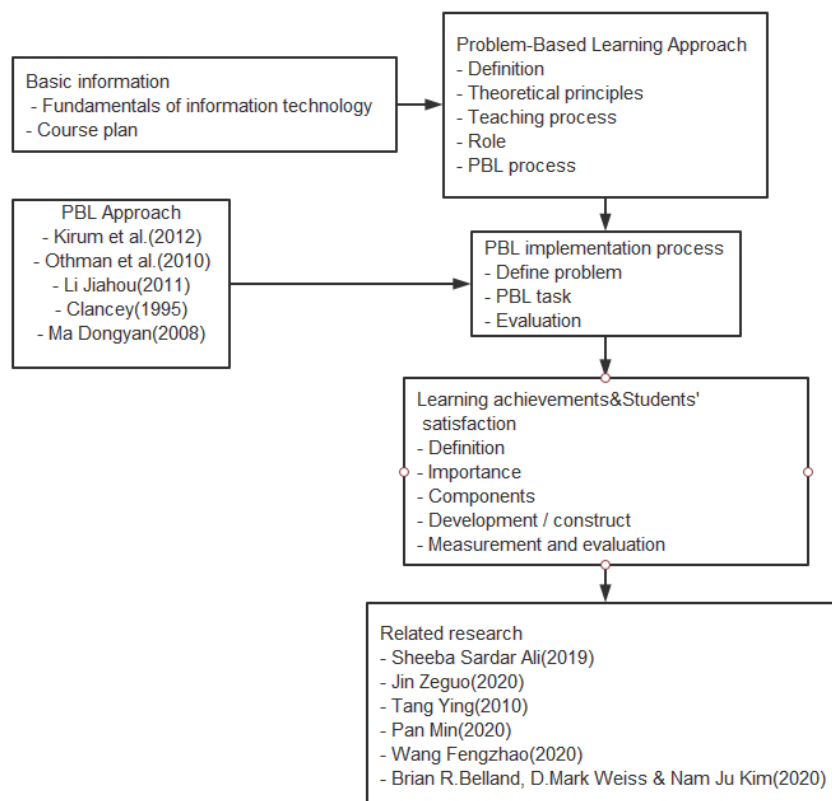 Basic information
- Fundamentals of information technology
- Course plan
Problem-Based Learning Approach
- Definition
- Theoretical principles
- Teaching process
- Role
- PBL process
PBL Approach
- Kirum et al.(2012)
- Othman et al.(2010)
- Li Jiahou(2011)
- Clancey(1995)
- Ma Dongyan(2008)
PBL implementation process
- Define problem
- PBL task
- Evaluation
Learning achievements&Students'
satisfaction
- Definition
- Importance
- Components
- Development / construct
- Measurement and evaluation
Related research
- Sheeba Sardar Ali(2019)
- Jin Zeguo(2020)
- Tang Ying(2010)
- Pan Min(2020)
- Wang Fengzhao(2020)
- Brian R.Belland, D.Mark Weiss & Nam Ju Kim(2020)